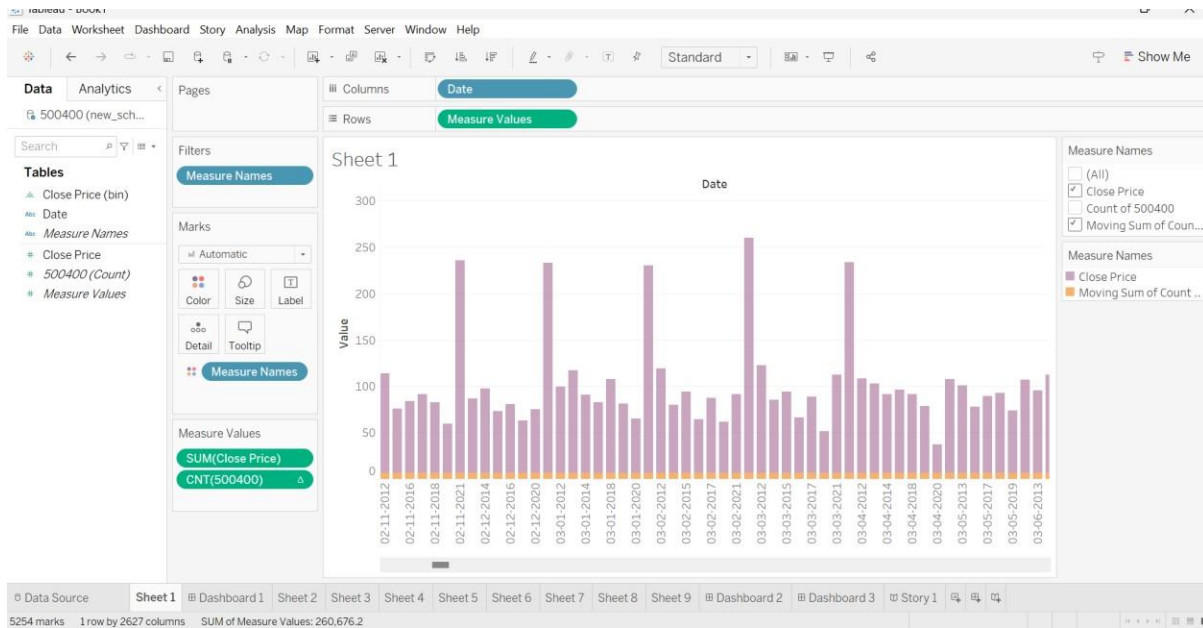 Tableau - Book1
File Data Worksheet Dashboard Story Analysis Map Format Server Window Help
Standard
Show Me
Data Analytics
500400 (new_sch...
Search
Tables
Close Price (bin)
Abc Date
Abc Measure Names
# Close Price
# 500400 (Count)
# Measure Values
Pages
Filters
Measure Names
Marks
Automatic
Color Size Label
Detail Tooltip
Measure Names
Measure Values
SUM(Close Price)
CNT(500400) Δ
Columns Date
Rows Measure Values
Sheet 1
Date
Value
300
250
200
150
100
50
0
02-11-2012
02-11-2016
02-11-2018
02-11-2021
02-12-2014
02-12-2016
02-12-2020
03-01-2012
03-01-2014
03-01-2018
03-01-2020
03-02-2012
03-02-2015
03-02-2017
03-02-2021
03-03-2012
03-03-2015
03-03-2017
03-03-2021
03-04-2012
03-04-2014
03-04-2018
03-04-2020
03-05-2013
03-05-2017
03-05-2019
03-06-2013
Measure Names
(All)
Close Price
Count of 500400
Moving Sum of Coun...
Measure Names
Close Price
Moving Sum of Count ..
Data Source Sheet 1 Dashboard 1 Sheet 2 Sheet 3 Sheet 4 Sheet 5 Sheet 6 Sheet 7 Sheet 8 Sheet 9 Dashboard 2 Dashboard 3 Story 1
5254 marks 1 row by 2627 columns SUM of Measure Values: 260,676.2